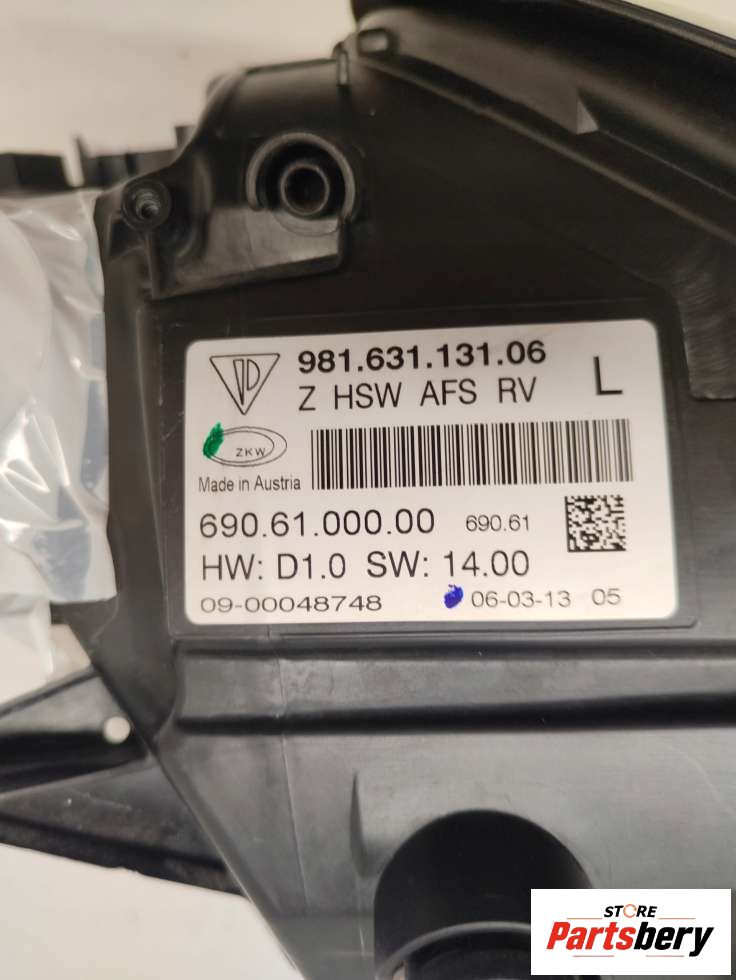 981.631.131.06
Z HSW AFS RV L
ZKW
Made in Austria
690.61.000.00 690.61
HW: D1.0 SW: 14.00
09-00048748 06-03-13 05
STORE
Partsbery